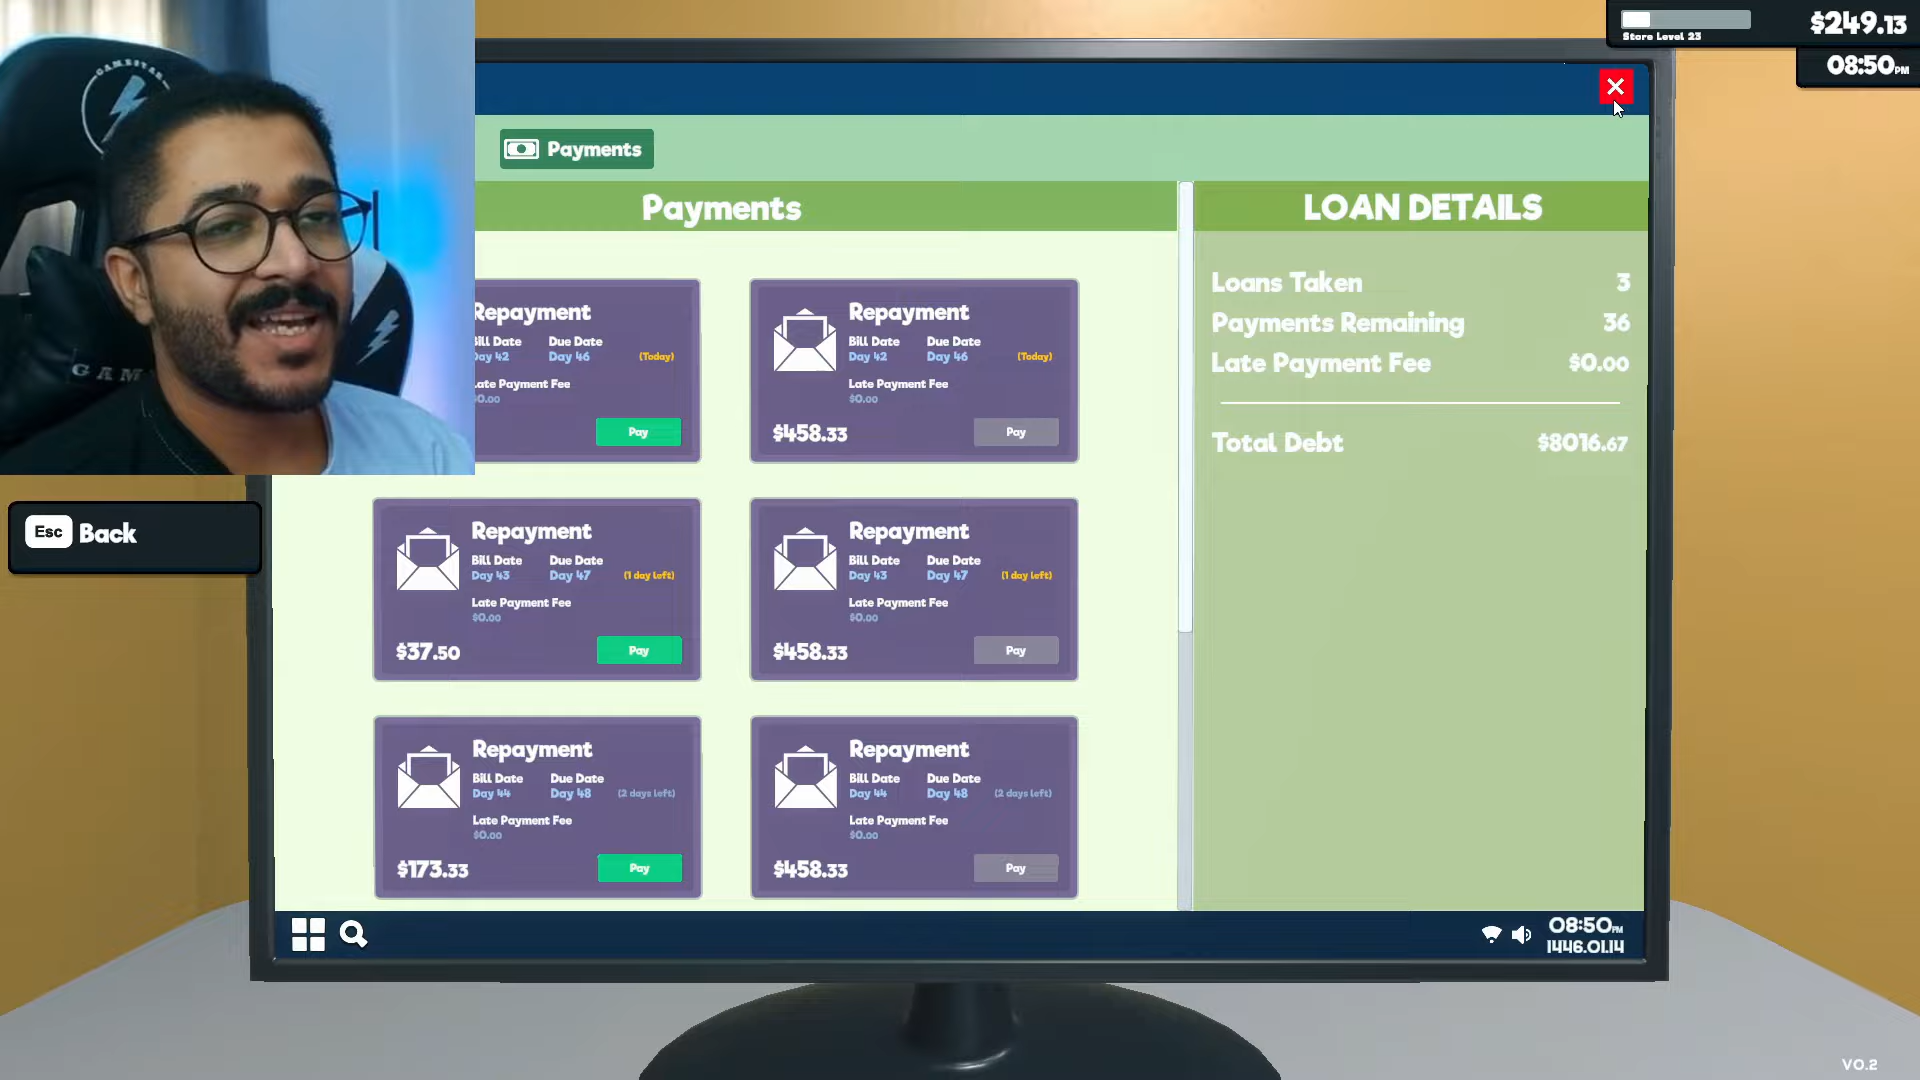 Store Level 23
$249.13
08:50PM
Payments
Payments
LOAN DETAILS
Loans Taken 3
Payments Remaining 36
Late Payment Fee $0.00
Total Debt $8016.67
Repayment
Bill Date Due Date
Day 42 Day 46 (Today)
Late Payment Fee
$0.00
Pay
Repayment
Bill Date Due Date
Day 42 Day 46 (Today)
Late Payment Fee
$0.00
$458.33 Pay
Esc Back
Repayment
Bill Date Due Date
Day 43 Day 47 (1 day left)
Late Payment Fee
$0.00
$37.50 Pay
Repayment
Bill Date Due Date
Day 43 Day 47 (1 day left)
Late Payment Fee
$0.00
$458.33 Pay
Repayment
Bill Date Due Date
Day 44 Day 48 (2 days left)
Late Payment Fee
$0.00
$173.33 Pay
Repayment
Bill Date Due Date
Day 44 Day 48 (2 days left)
Late Payment Fee
$0.00
$458.33 Pay
08:50PM
1446.01.14
V0.2